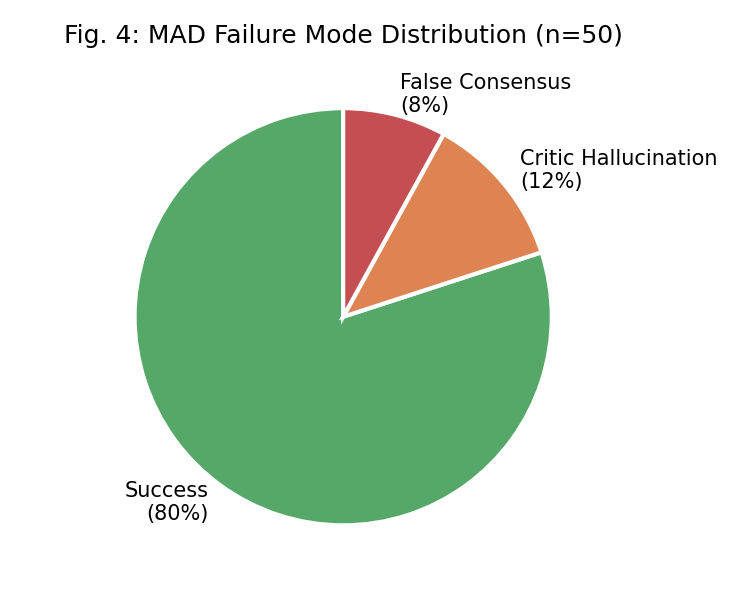 Fig. 4: MAD Failure Mode Distribution (n=50)
False Consensus
(8%)
Critic Hallucination
(12%)
Success
(80%)